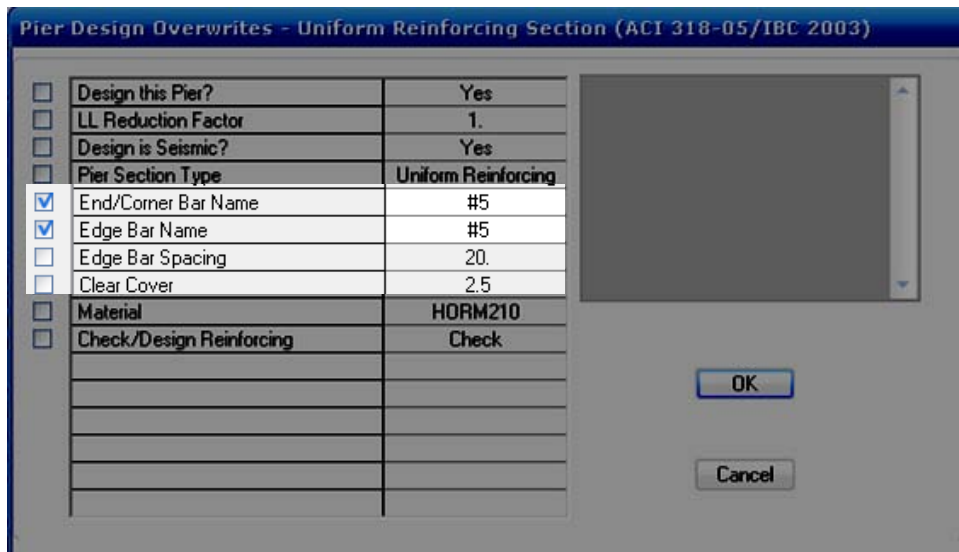 Pier Design Overwrites - Uniform Reinforcing Section (ACI 318-05/IBC 2003)
Design this Pier? Yes
LL Reduction Factor 1.
Design is Seismic? Yes
Pier Section Type Uniform Reinforcing
End/Corner Bar Name #5
Edge Bar Name #5
Edge Bar Spacing 20.
Clear Cover 2.5
Material HORM210
Check/Design Reinforcing Check
OK
Cancel